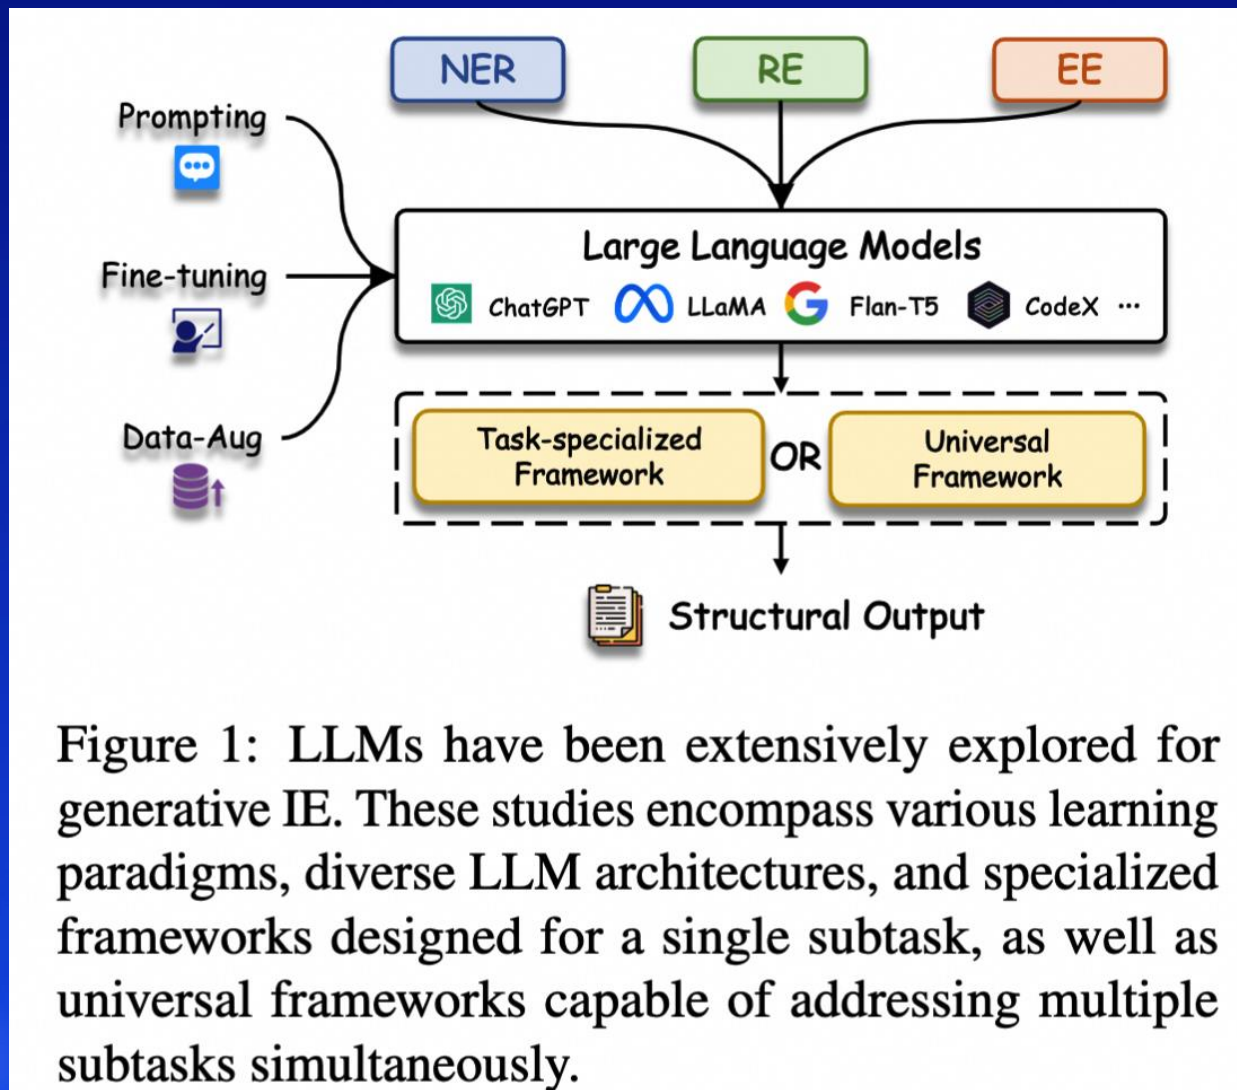 NER
RE
EE
Prompting
Fine-tuning
Data-Aug
Large Language Models
ChatGPT LLaMA Flan-T5 CodeX ...
Task-specialized
Framework
OR
Universal
Framework
Structural Output
Figure 1: LLMs have been extensively explored for
generative IE. These studies encompass various learning
paradigms, diverse LLM architectures, and specialized
frameworks designed for a single subtask, as well as
universal frameworks capable of addressing multiple
subtasks simultaneously.